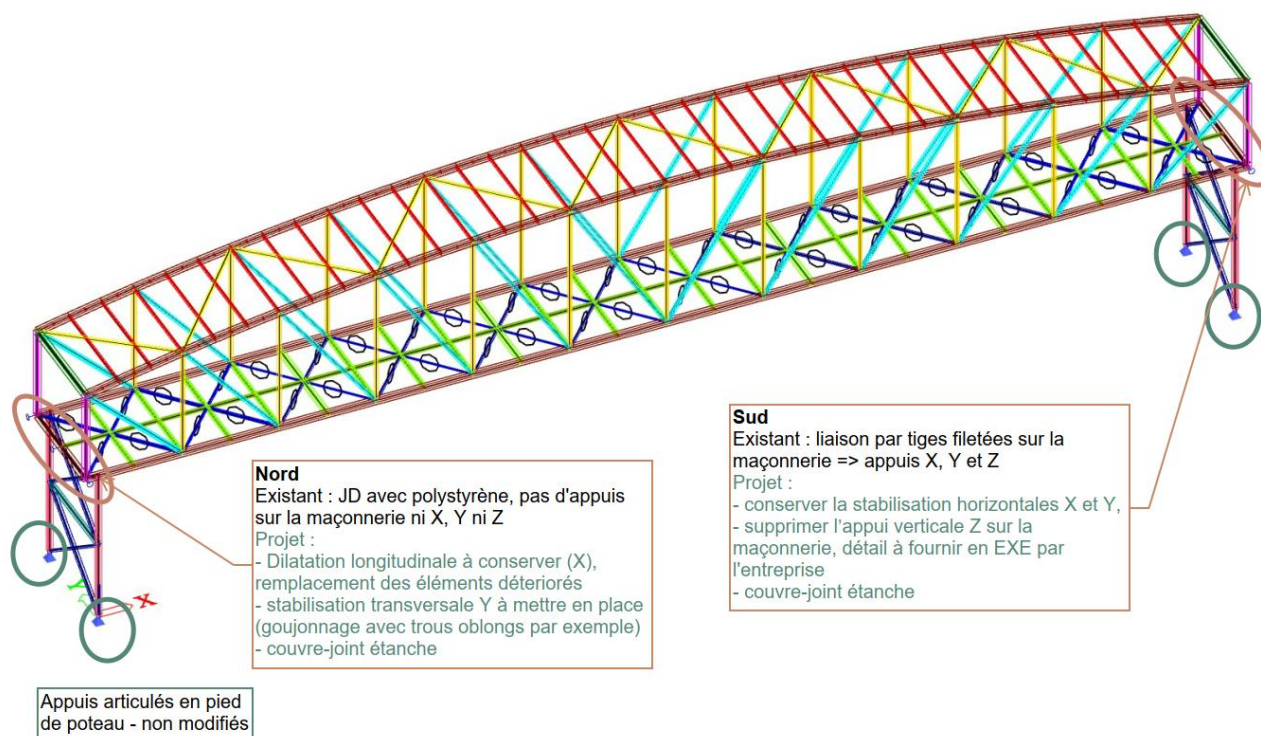 Nord
Existant : JD avec polystyrène, pas d'appuis
sur la maçonnerie ni X, Y ni Z
Projet :
- Dilatation longitudinale à conserver (X),
remplacement des éléments déteriorés
- stabilisation transversale Y à mettre en place
(goujonnage avec trous oblongs par exemple)
- couvre-joint étanche
Sud
Existant : liaison par tiges filetées sur la
maçonnerie => appuis X, Y et Z
Projet :
- conserver la stabilisation horizontales X et Y,
- supprimer l'appui verticale Z sur la
maçonnerie, détail à fournir en EXE par
l'entreprise
- couvre-joint étanche
Y
X
Appuis articulés en pied
de poteau - non modifiés